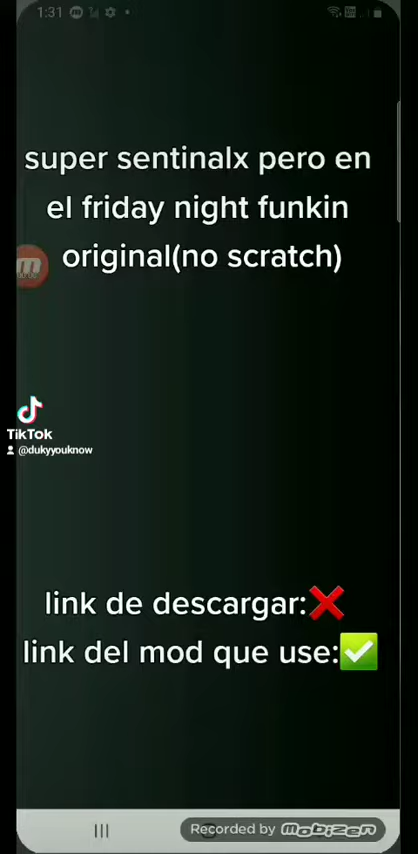 1:31
super sentinalx pero en
el friday night funkin
original(no scratch)
TikTok
@dukyyouknow
link de descargar:❌
link del mod que use:✅
Recorded by mobizen